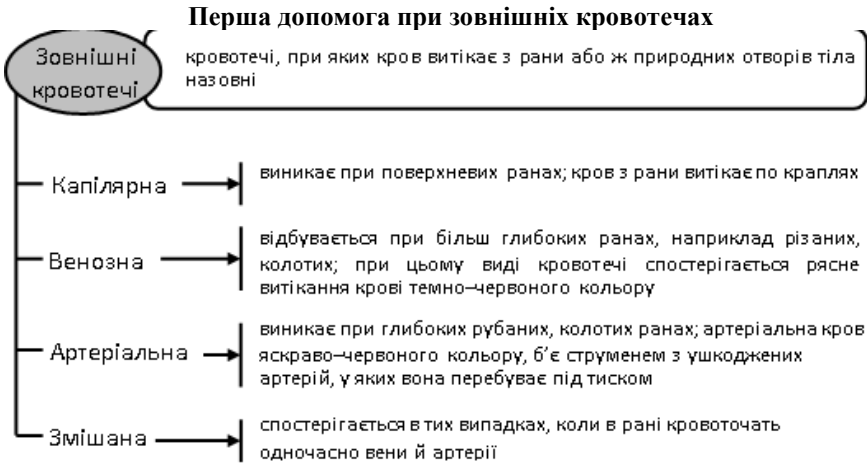 Перша допомога при зовнішніх кровотечах
Зовнішні
кровотечі
кровотечі, при яких кров витікає з рани або ж природних отворів тіла
назовні
Капілярна
виникає при поверхневих ранах; кров з рани витікає по краплях
Венозна
відбувається при більш глибоких ранах, наприклад різаних,
колотих; при цьому виді кровотечі спостерігається рясне
витікання крові темно–червоного кольору
Артеріальна
виникає при глибоких рубаних, колотих ранах; артеріальна кров
яскраво–червоного кольору, б’є струменем з ушкоджених
артерій, у яких вона перебуває під тиском
Змішана
спостерігається в тих випадках, коли в рані кровоточать
одночасно вени й артерії